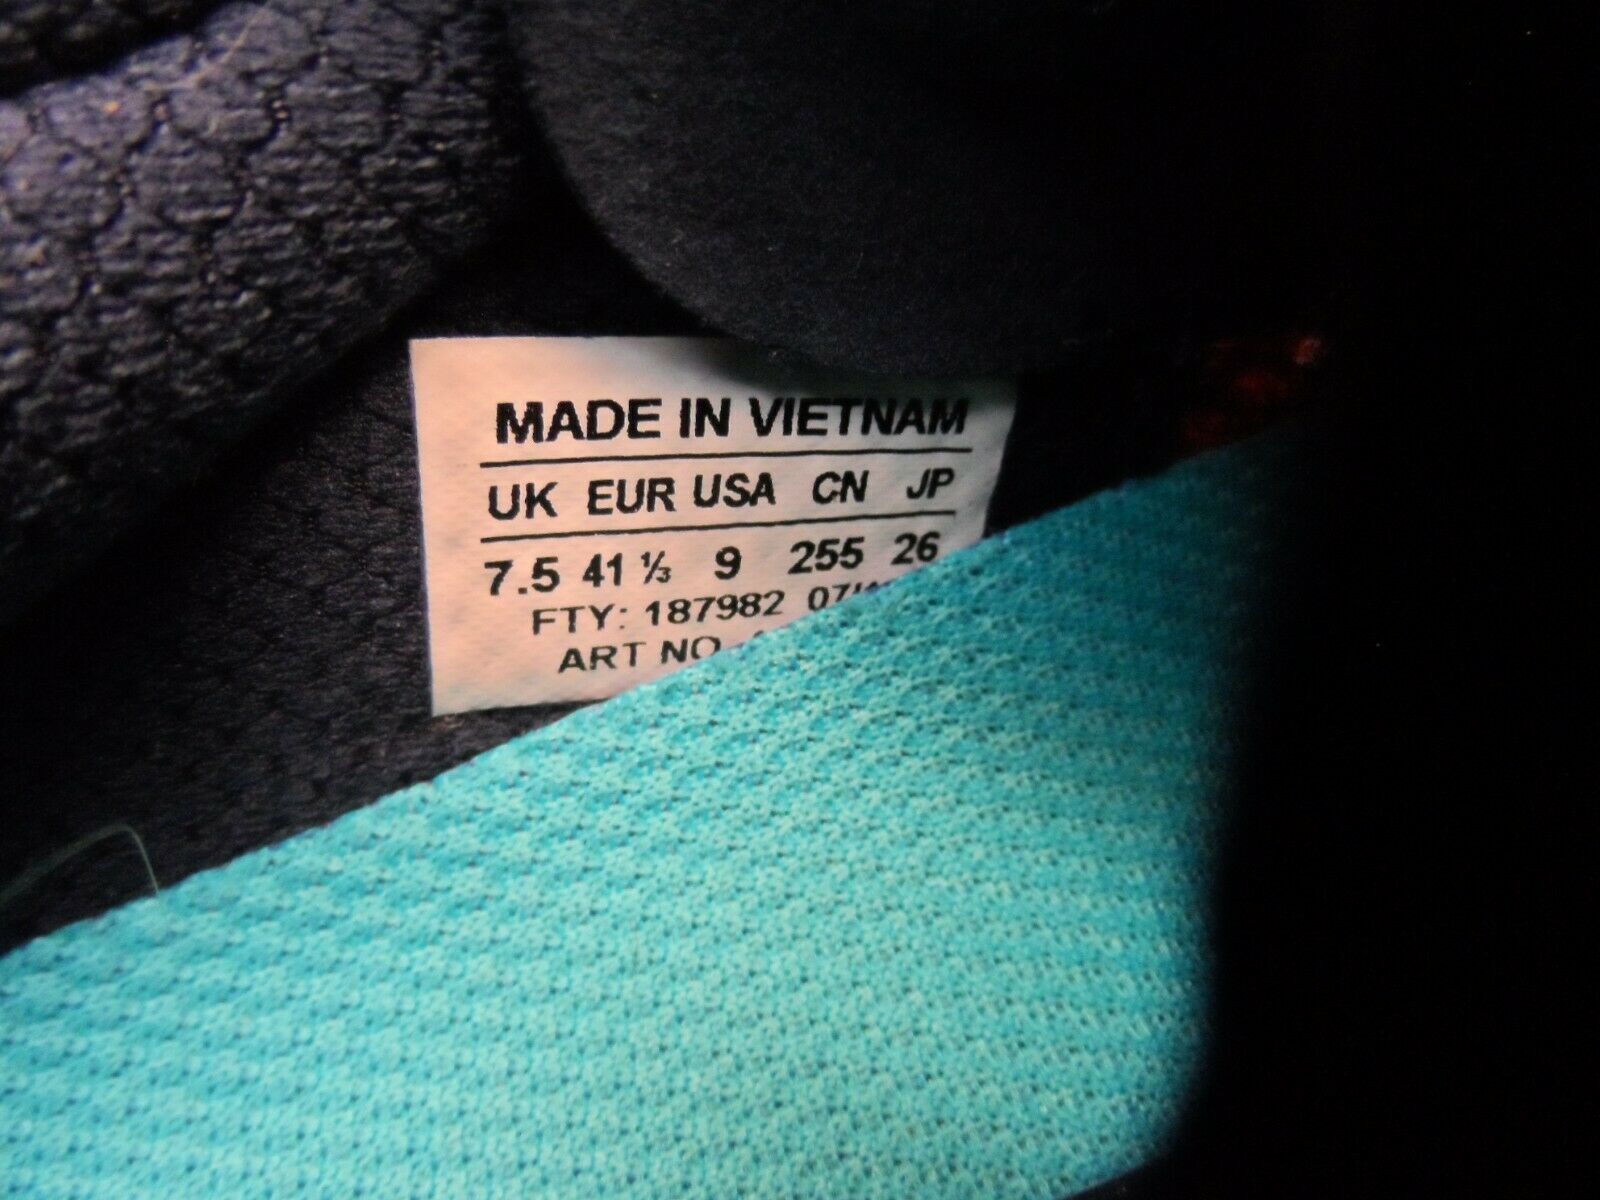 MADE IN VIETNAM
UK EUR USA CN JP
7.5 41 ⅓ 9 255 26
FTY: 187982
ART NO